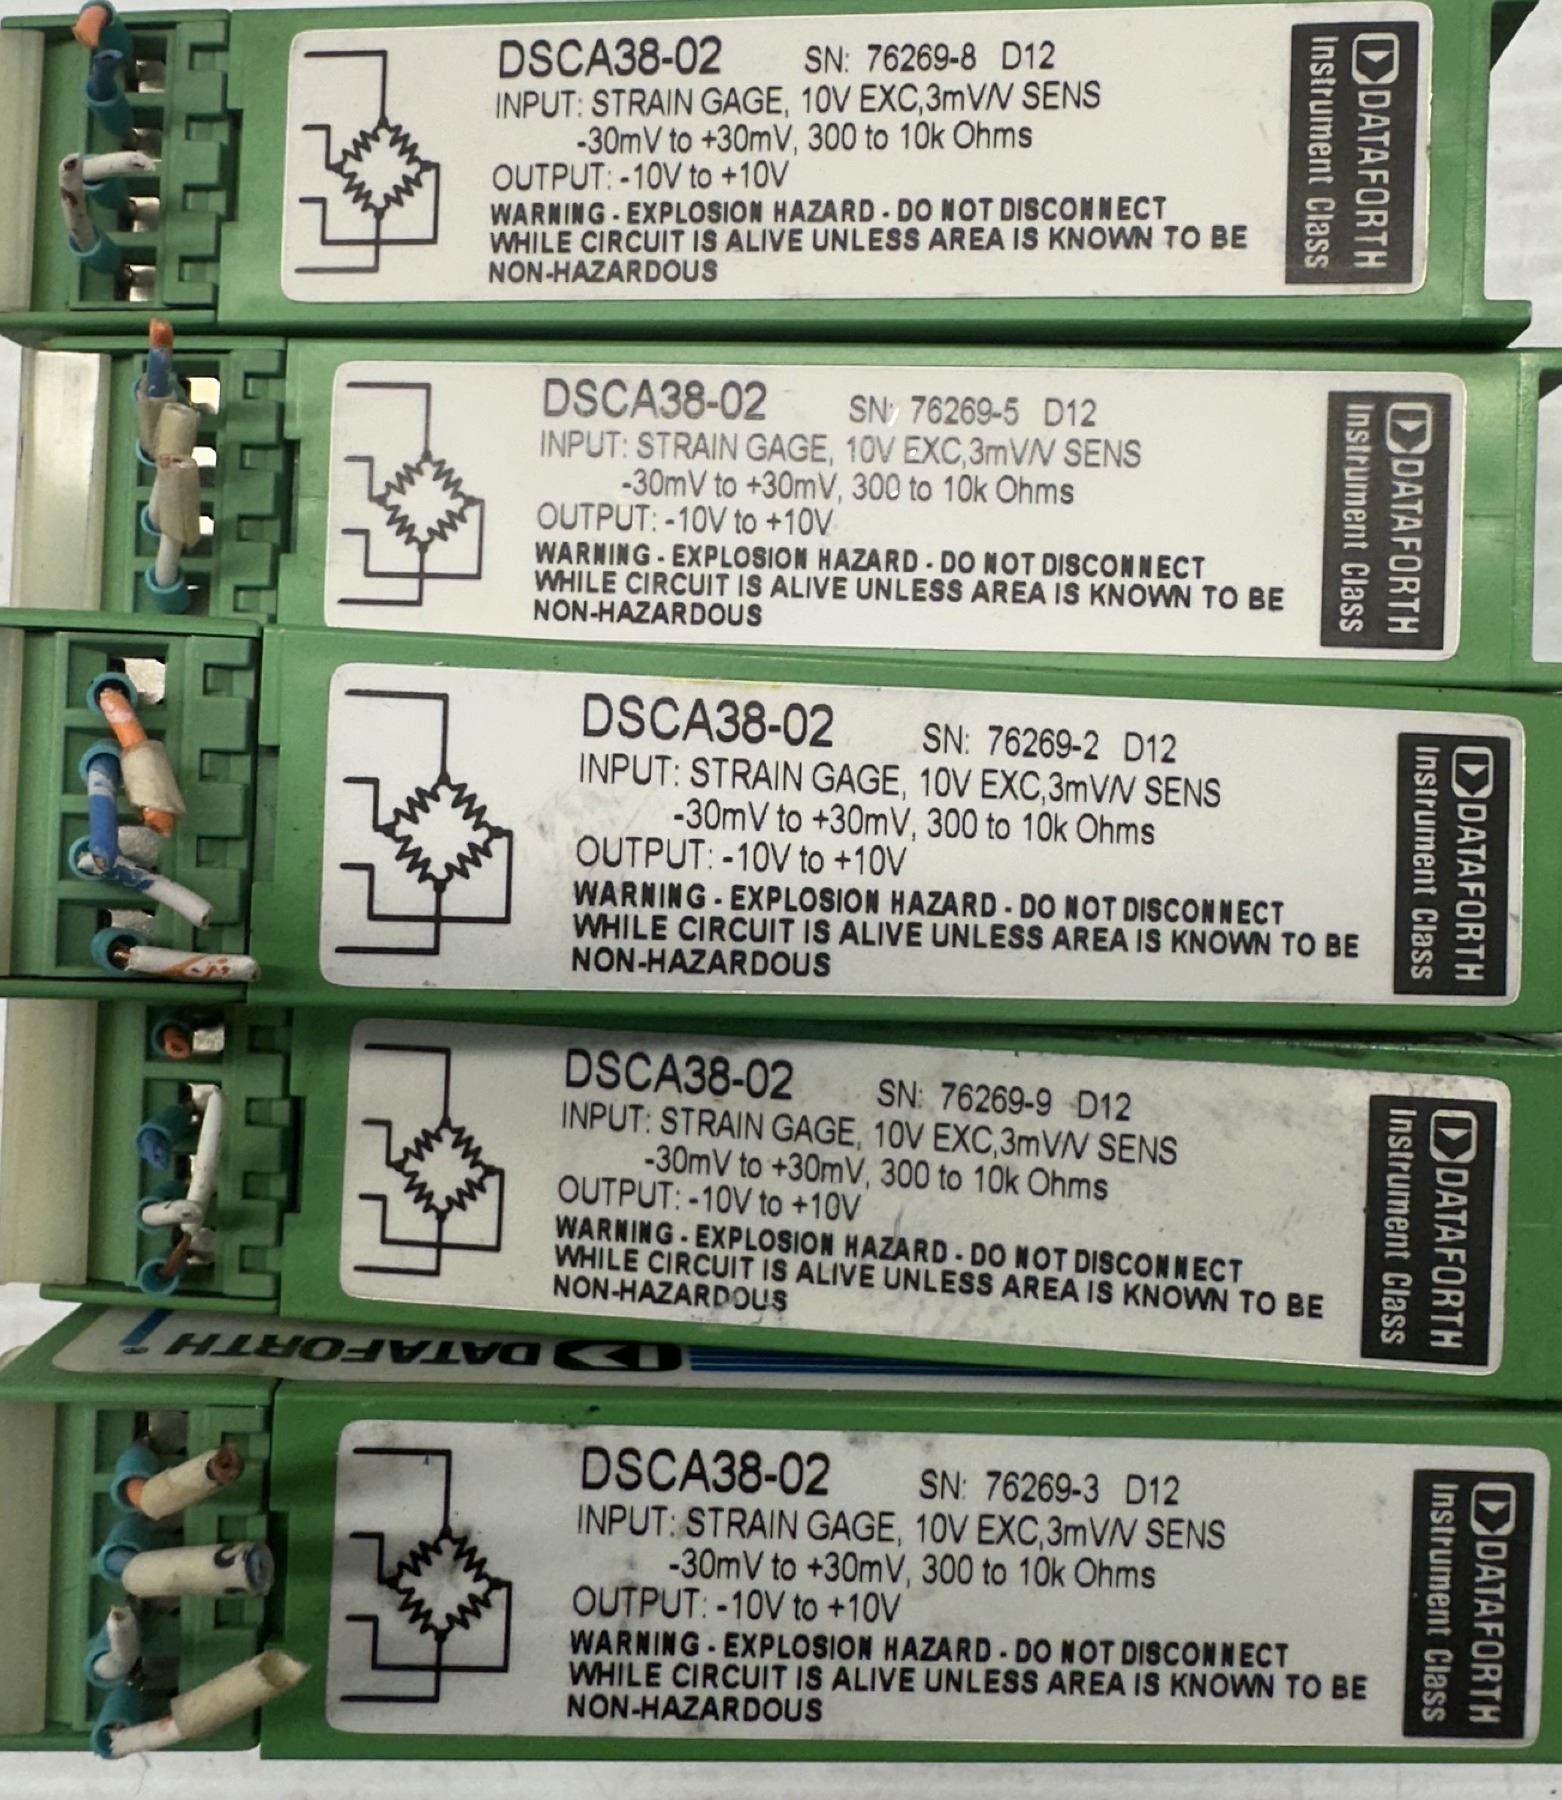 DSCA38-02 SN: 76269-8 D12
INPUT: STRAIN GAGE, 10V EXC,3mV/V SENS
-30mV to +30mV, 300 to 10k Ohms
OUTPUT: -10V to +10V
WARNING - EXPLOSION HAZARD - DO NOT DISCONNECT
WHILE CIRCUIT IS ALIVE UNLESS AREA IS KNOWN TO BE
NON-HAZARDOUS
DATAFORTH
Instrument Class
DSCA38-02 SN: 76269-5 D12
INPUT: STRAIN GAGE, 10V EXC,3mV/V SENS
-30mV to +30mV, 300 to 10k Ohms
OUTPUT: -10V to +10V
WARNING - EXPLOSION HAZARD - DO NOT DISCONNECT
WHILE CIRCUIT IS ALIVE UNLESS AREA IS KNOWN TO BE
NON-HAZARDOUS
DATAFORTH
Instrument Class
DSCA38-02 SN: 76269-2 D12
INPUT: STRAIN GAGE, 10V EXC,3mV/V SENS
-30mV to +30mV, 300 to 10k Ohms
OUTPUT: -10V to +10V
WARNING - EXPLOSION HAZARD - DO NOT DISCONNECT
WHILE CIRCUIT IS ALIVE UNLESS AREA IS KNOWN TO BE
NON-HAZARDOUS
DATAFORTH
Instrument Class
DSCA38-02 SN: 76269-9 D12
INPUT: STRAIN GAGE, 10V EXC,3mV/V SENS
-30mV to +30mV, 300 to 10k Ohms
OUTPUT: -10V to +10V
WARNING - EXPLOSION HAZARD - DO NOT DISCONNECT
WHILE CIRCUIT IS ALIVE UNLESS AREA IS KNOWN TO BE
NON-HAZARDOUS
DATAFORTH
Instrument Class
DATAFORTH
DSCA38-02 SN: 76269-3 D12
INPUT: STRAIN GAGE, 10V EXC,3mV/V SENS
-30mV to +30mV, 300 to 10k Ohms
OUTPUT: -10V to +10V
WARNING - EXPLOSION HAZARD - DO NOT DISCONNECT
WHILE CIRCUIT IS ALIVE UNLESS AREA IS KNOWN TO BE
NON-HAZARDOUS
DATAFORTH
Instrument Class